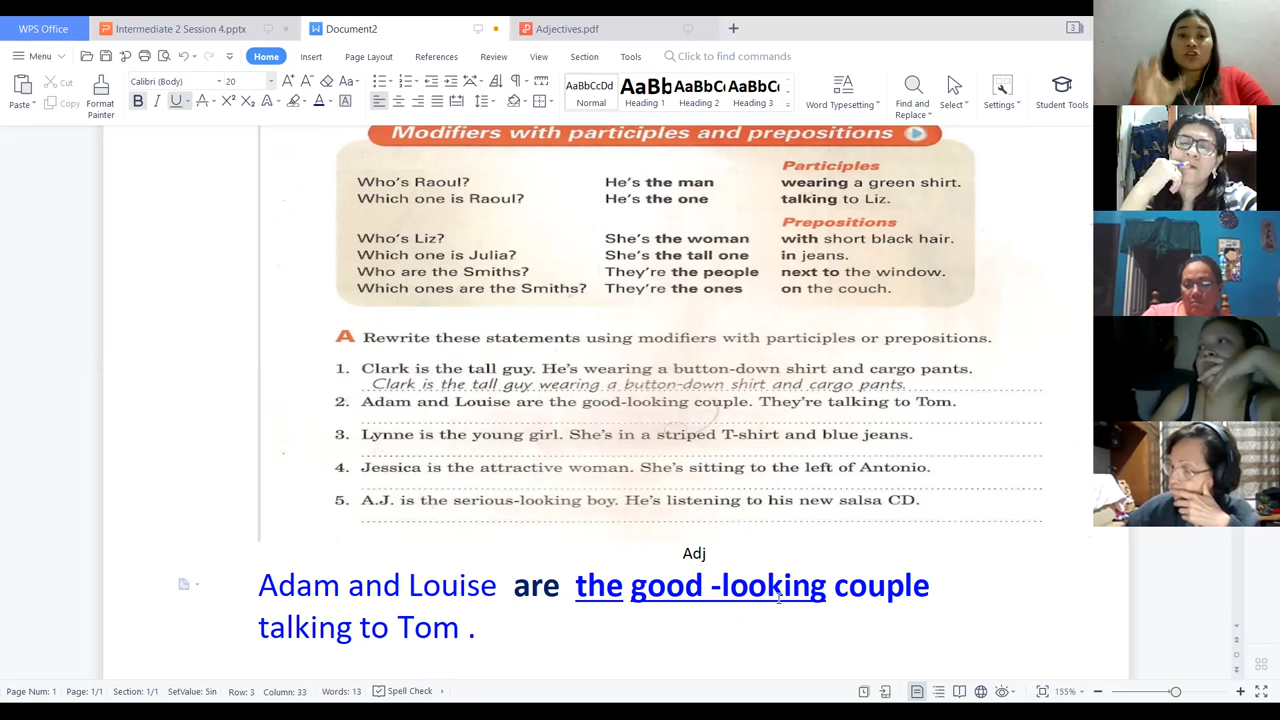 WPS Office
Intermediate 2 Session 4.pptx
Document2
Adjectives.pdf
3
Menu
Home
Insert
Page Layout
References
Review
View
Section
Tools
Click to find commands
Paste
Cut
Copy
Format Painter
Calibri (Body)
20
AaBbCcDd
Normal
AaBb
Heading 1
AaBbC
Heading 2
AaBbC
Heading 3
Word Typesetting
Find and Replace
Select
Settings
Student Tools
Modifiers with participles and prepositions
Participles
Who's Raoul? He's the man wearing a green shirt.
Which one is Raoul? He's the one talking to Liz.
Prepositions
Who's Liz? She's the woman with short black hair.
Which one is Julia? She's the tall one in jeans.
Who are the Smiths? They're the people next to the window.
Which ones are the Smiths? They're the ones on the couch.
A Rewrite these statements using modifiers with participles or prepositions.
1. Clark is the tall guy. He's wearing a button-down shirt and cargo pants.
Clark is the tall guy wearing a button-down shirt and cargo pants.
2. Adam and Louise are the good-looking couple. They're talking to Tom.
3. Lynne is the young girl. She's in a striped T-shirt and blue jeans.
4. Jessica is the attractive woman. She's sitting to the left of Antonio.
5. A.J. is the serious-looking boy. He's listening to his new salsa CD.
Adj
Adam and Louise are the good -looking couple
talking to Tom .
Page Num: 1 Page: 1/1 Section: 1/1 SetValue: 5in Row: 3 Column: 33 Words: 13 Spell Check 155%